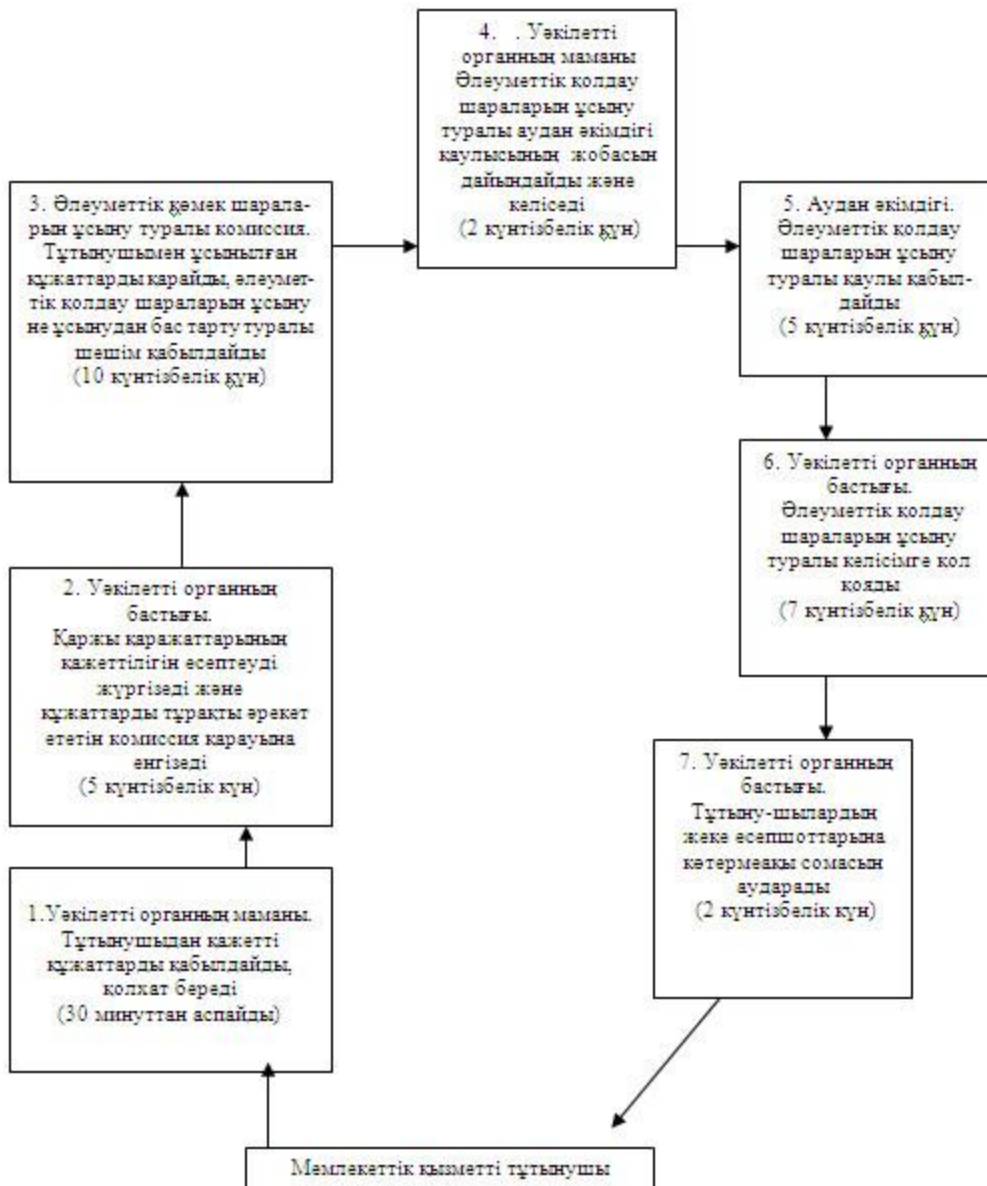 4. . Уәкілетті
органның маманы
Әлеуметтік қолдау
шараларын ұсыну
туралы аудан әкімдігі
қаулысының жобасын
дайындайды және
келіседі
(2 күнтізбелік күн)
3. Әлеуметтік көмек шарала-
рын ұсыну туралы комиссия.
Тұтынушымен ұсынылған
құжаттарды қарайды, әлеумет-
тік қолдау шараларын ұсыну
не ұсынудан бас тарту туралы
шешім қабылдайды
(10 күнтізбелік күн)
5. Аудан әкімдігі.
Әлеуметтік қолдау
шараларын ұсыну
туралы қаулы қабыл-
дайды
(5 күнтізбелік күн)
6. Уәкілетті органның
бастығы.
Әлеуметтік қолдау
шараларын ұсыну
туралы келісімге қол
қояды
(7 күнтізбелік күн)
2. Уәкілетті органның
бастығы.
Қаржы қаражаттарының
қажеттілігін есептеуді
жүргізеді және
құжаттарды тұрақты әрекет
ететін комиссия қарауына
енгізеді
(5 күнтізбелік күн)
7. Уәкілетті органның
бастығы.
Тұтыну-шылардың
жеке есепшоттарына
көтермеақы сомасын
аударады
(2 күнтізбелік күн)
1.Уәкілетті органның маманы.
Тұтынушыдан қажетті
құжаттарды қабылдайды,
қолхат береді
(30 минуттан аспайды)
Мемлекеттік қызметті тұтынушы